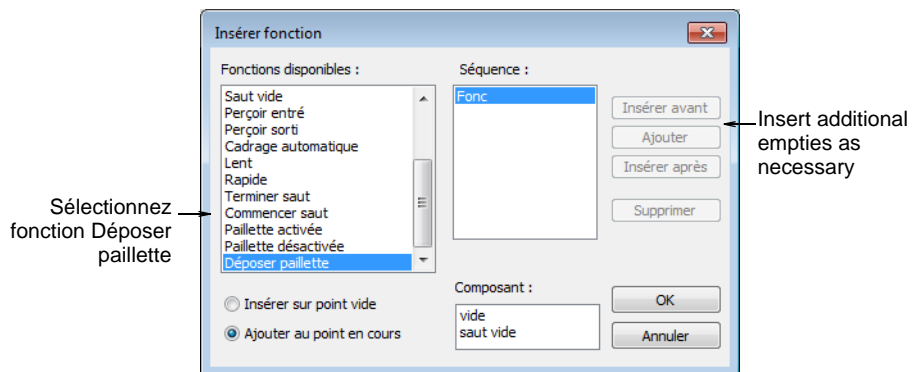 Insérer fonction
Fonctions disponibles :
Saut vide
Perçoir entré
Perçoir sorti
Cadrage automatique
Lent
Rapide
Terminer saut
Commencer saut
Paillette activée
Paillette désactivée
Déposer paillette
Insérer sur point vide
Ajouter au point en cours
Séquence :
Fonc
Composant :
vide
saut vide
Insérer avant
Ajouter
Insérer après
Supprimer
OK
Annuler
Sélectionnez
fonction Déposer
paillette
Insert additional
empties as
necessary